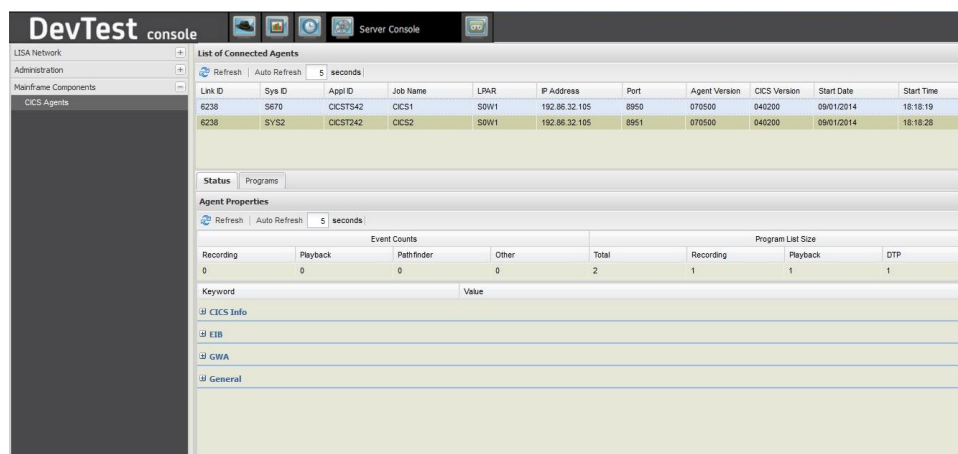 DevTest console
Server Console
LISA Network
Administration
Mainframe Components
CICS Agents
List of Connected Agents
Refresh Auto Refresh 5 seconds
Link ID Sys ID Appl ID Job Name LPAR IP Address Port Agent Version CICS Version Start Date Start Time
6238 S670 CICSTS42 CICS1 S0W1 192.86.32.105 8950 070500 040200 09/01/2014 18:18:19
6238 SYS2 CICST242 CICS2 S0W1 192.86.32.105 8951 070500 040200 09/01/2014 18:18:28
Status Programs
Agent Properties
Refresh Auto Refresh 5 seconds
Event Counts Program List Size
Recording Playback Pathfinder Other Total Recording Playback DTP
0 0 0 0 2 1 1 1
Keyword Value
CICS Info
EIB
GWA
General